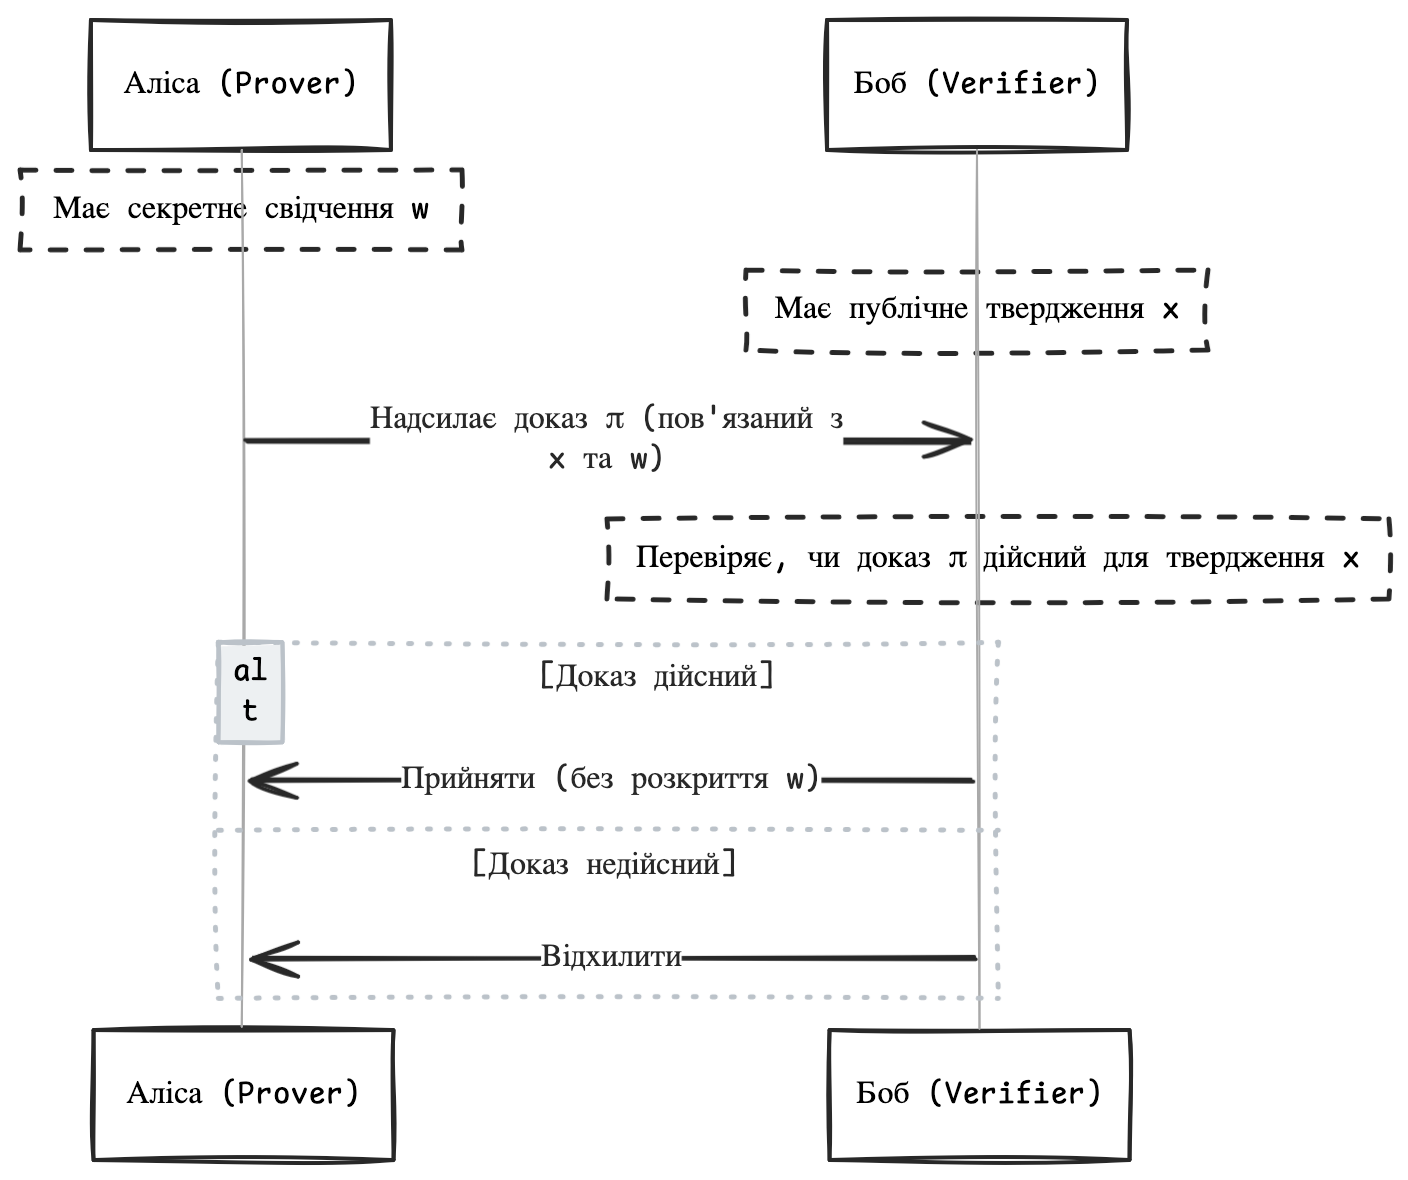 Аліса (Prover)
Боб (Verifier)
Має секретне свідчення w
Має публічне твердження x
Надсилає доказ π (пов'язаний з
x та w)
Перевіряє, чи доказ π дійсний для твердження x
al
t
[Доказ дійсний]
Прийняти (без розкриття w)
[Доказ недійсний]
Відхилити
Аліса (Prover)
Боб (Verifier)